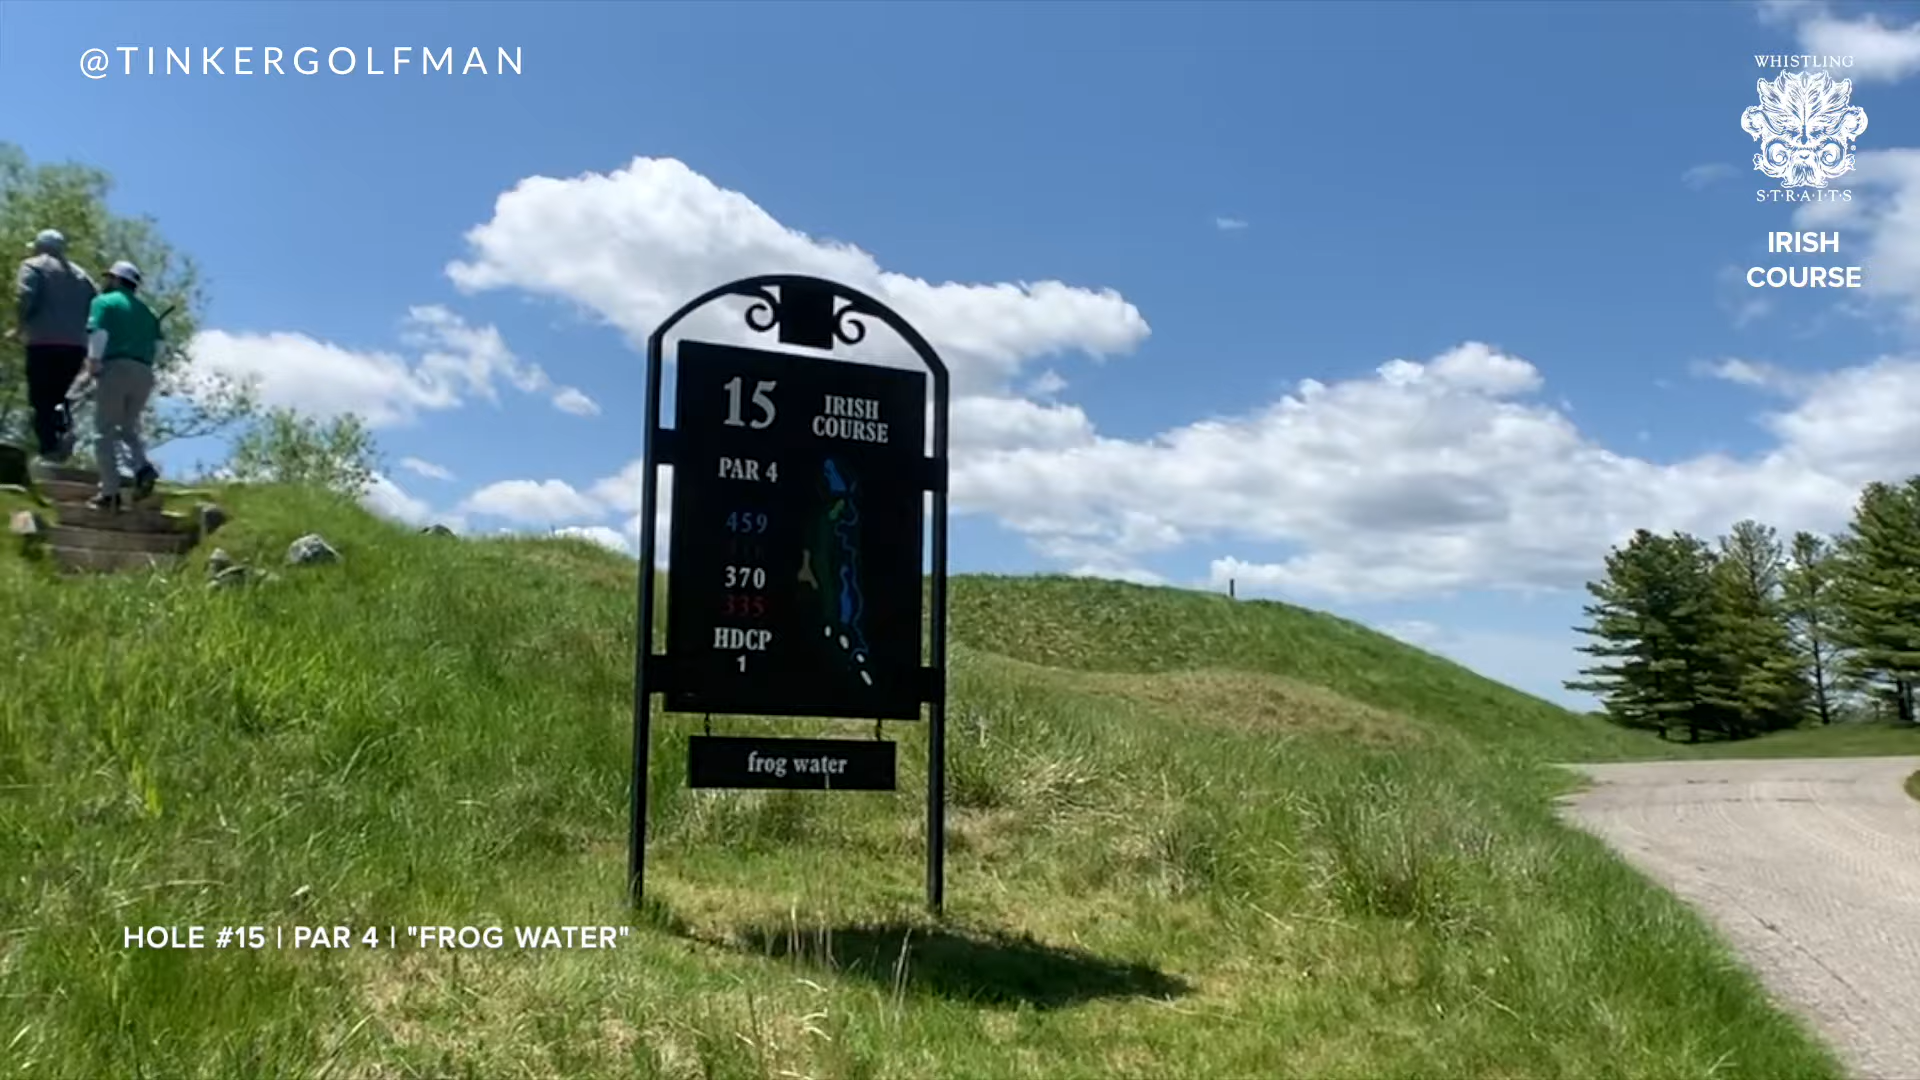 @TINKERGOLFMAN
WHISTLING
S·T·R·A·I·T·S
IRISH
COURSE
15
IRISH
COURSE
PAR 4
459
370
335
HDCP
1
frog water
HOLE #15 | PAR 4 | "FROG WATER"